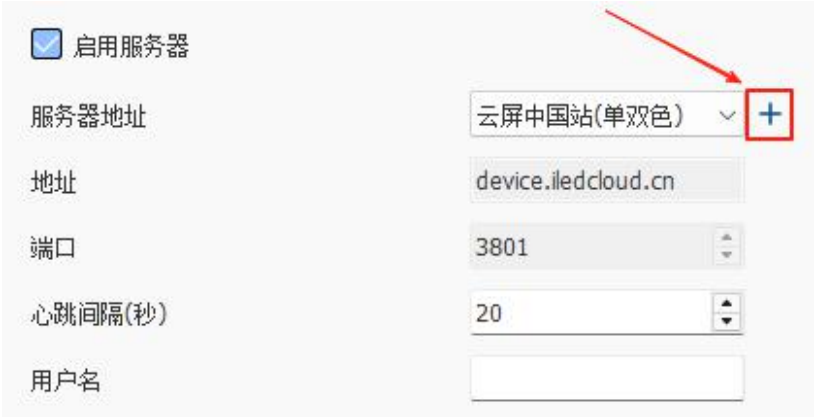 启用服务器
服务器地址 云屏中国站(单双色)
地址 device.iledcloud.cn
端口 3801
心跳间隔(秒) 20
用户名